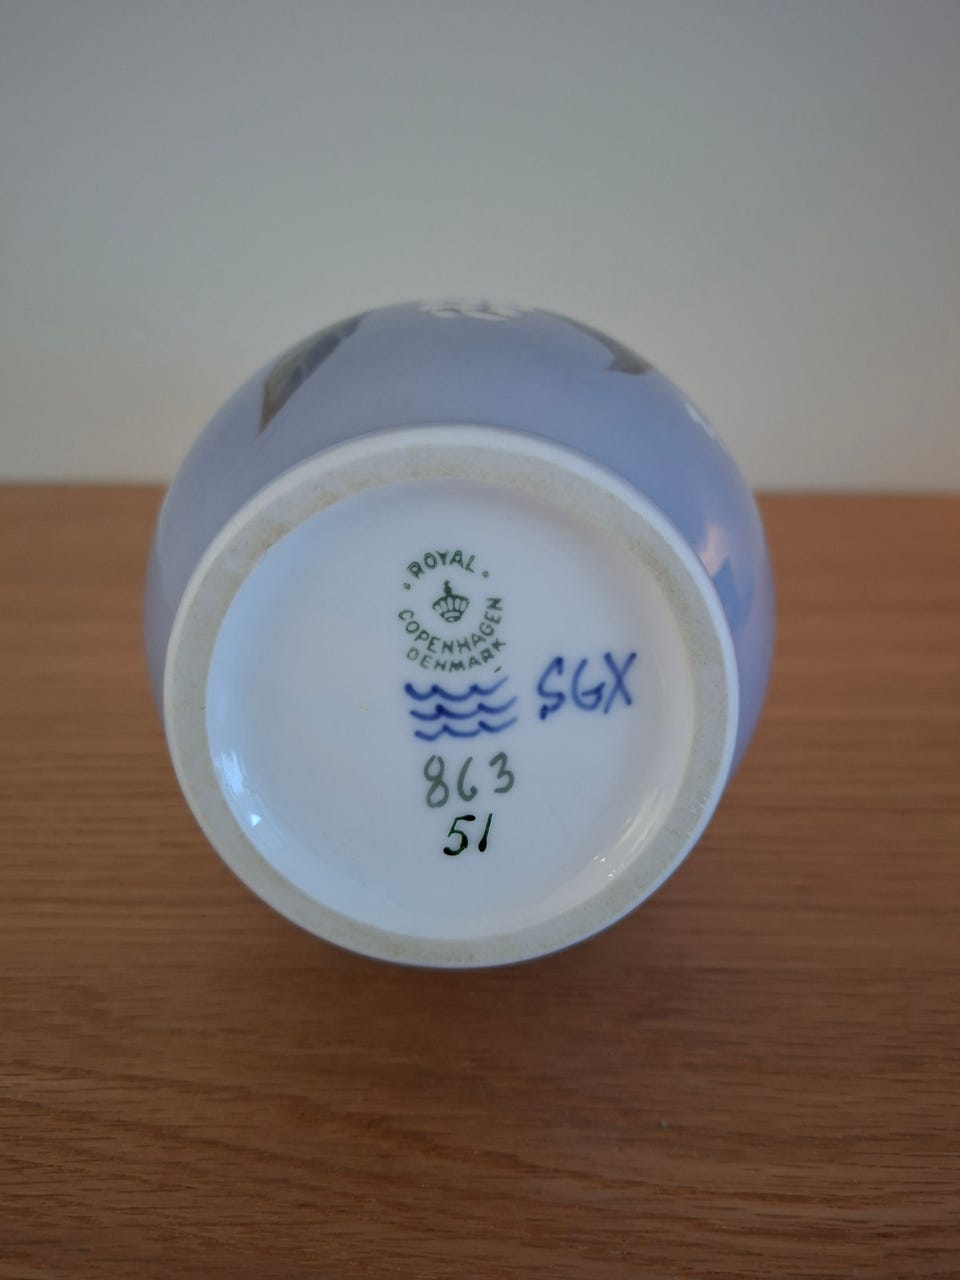 ROYAL
COPENHAGEN
DENMARK
SGX
863
51